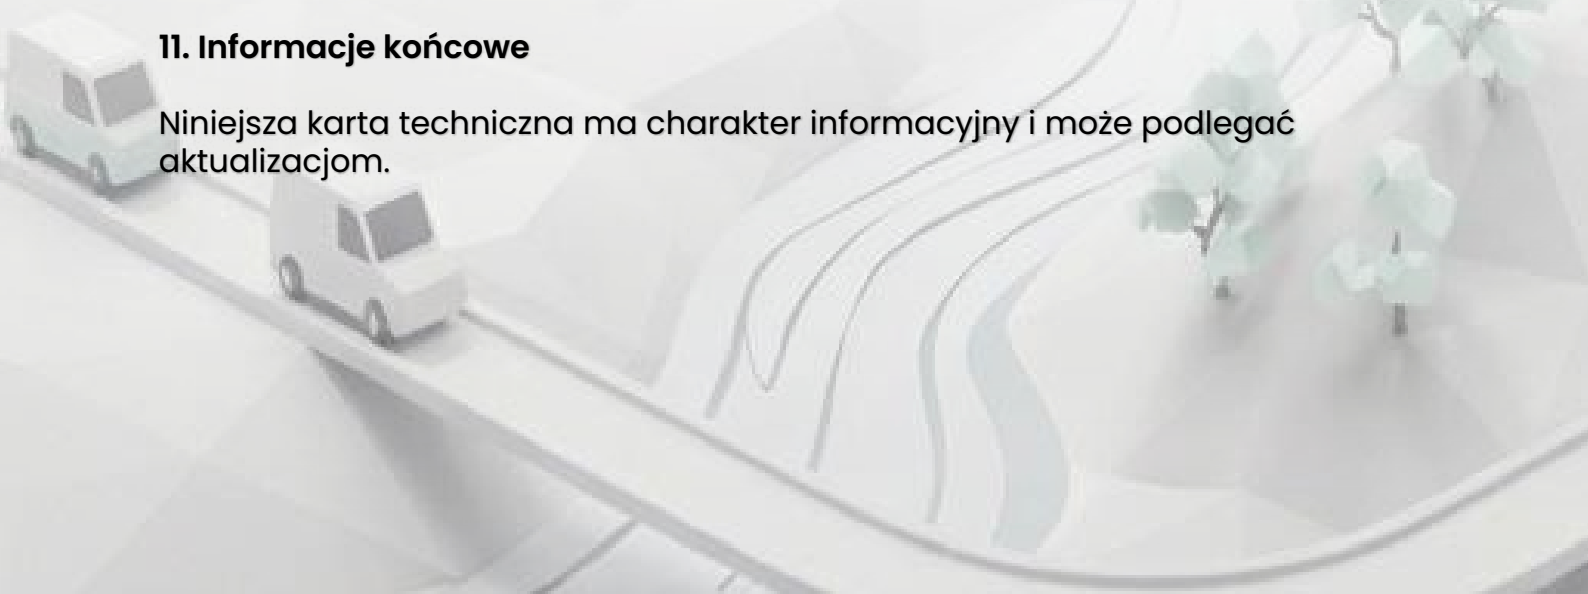 11. Informacje końcowe
Niniejsza karta techniczna ma charakter informacyjny i może podlegać
aktualizacjom.